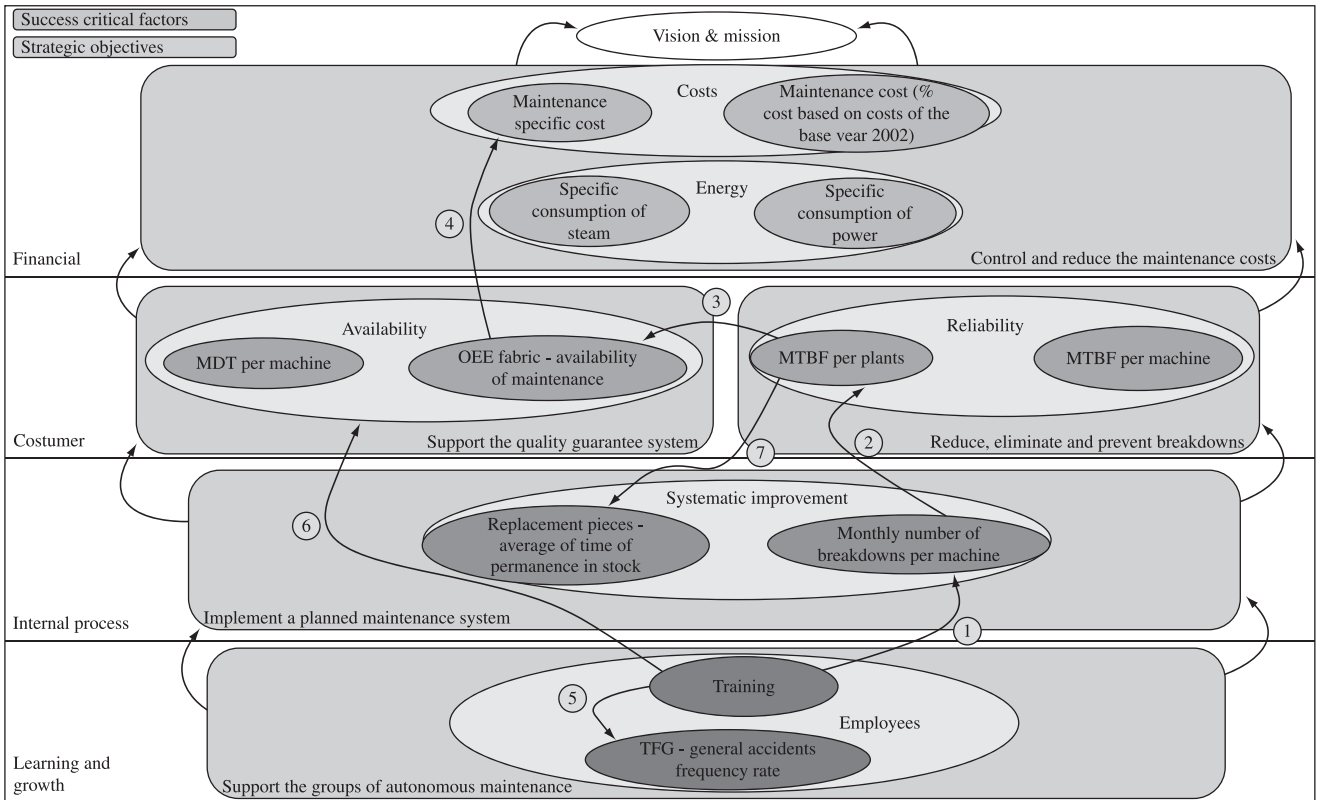 Success critical factors
Strategic objectives
Vision & mission
Costs
Maintenance
specific cost
Maintenance cost (%
cost based on costs of the
base year 2002)
Energy
Specific
consumption of
steam
Specific
consumption of
power
4
Financial
Control and reduce the maintenance costs
3
Availability
MDT per machine
OEE fabric - availability
of maintenance
Reliability
MTBF per plants
MTBF per machine
Costumer
Support the quality guarantee system
2
Reduce, eliminate and prevent breakdowns
7
Systematic improvement
6
Replacement pieces -
average of time of
permanence in stock
Monthly number of
breakdowns per machine
Internal process
Implement a planned maintenance system
1
Training
5
Employees
TFG - general accidents
frequency rate
Learning and
growth
Support the groups of autonomous maintenance